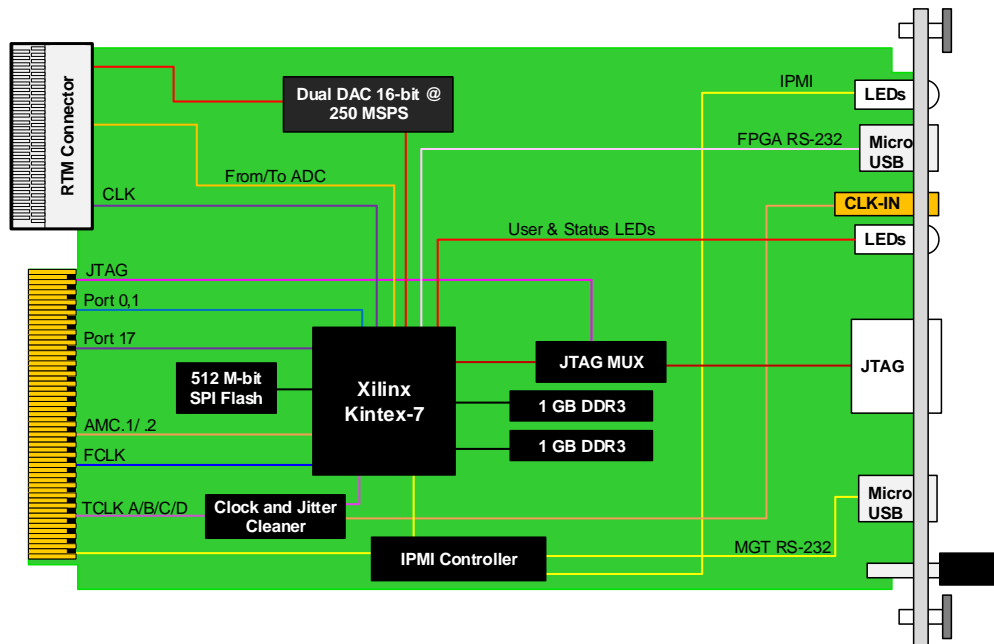 IPMI
LEDs
Dual DAC 16-bit @
250 MSPS
RTM Connector
FPGA RS-232
Micro
USB
From/To ADC
CLK
CLK-IN
User & Status LEDs
LEDs
JTAG
Port 0,1
Port 17
Xilinx
Kintex-7
JTAG MUX
JTAG
512 M-bit
SPI Flash
1 GB DDR3
1 GB DDR3
AMC.1/ .2
FCLK
TCLK A/B/C/D
Clock and Jitter
Cleaner
Micro
USB
MGT RS-232
IPMI Controller